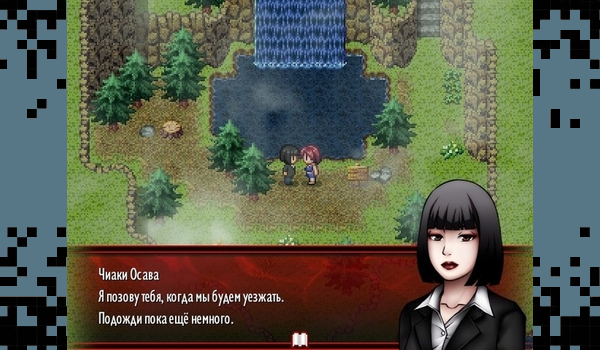 Чиаки Осава
Я позову тебя, когда мы будем уезжать.
Подожди пока ещё немного.